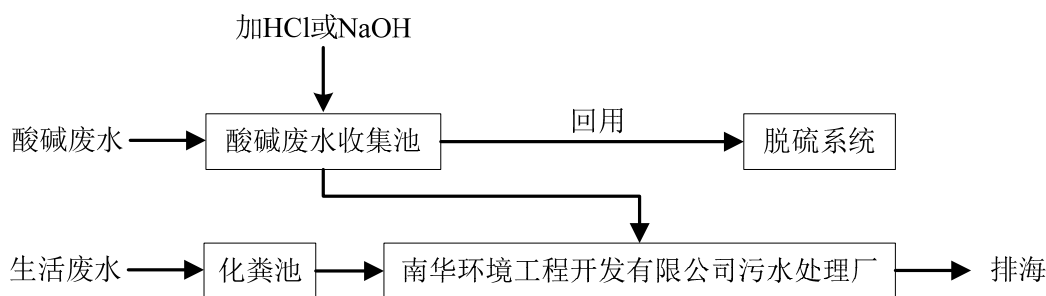 加HCl或NaOH
酸碱废水
酸碱废水收集池
回用
脱硫系统
生活废水
化粪池
南华环境工程开发有限公司污水处理厂
排海